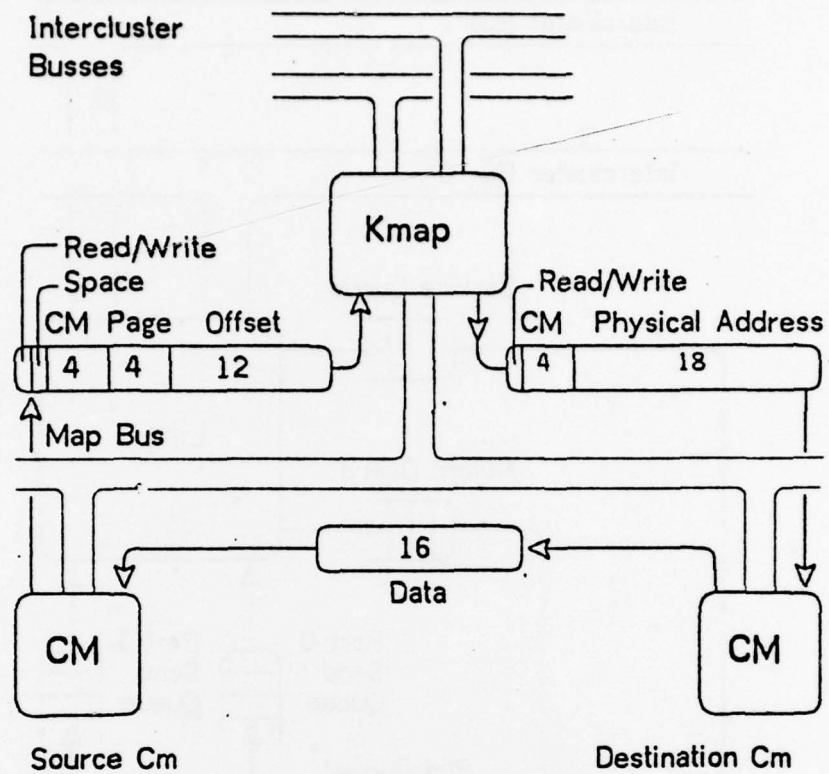 Intercluster
Busses
Kmap
Read/Write
Space
CM Page Offset
4 4 12
Read/Write
CM Physical Address
4 18
Map Bus
16
Data
CM
CM
Source Cm
Destination Cm